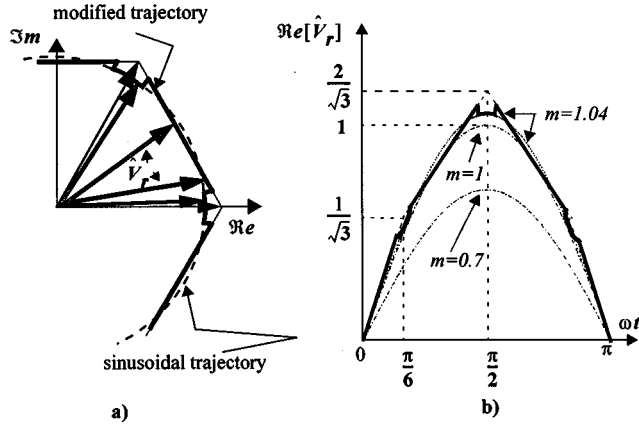 modified trajectory
ℑm
V̂r
ℜe
sinusoidal trajectory
a)
ℜe[V̂r]
2/√3
1
1/√3
m=1.04
m=1
m=0.7
ωt
0
π/6
π/2
π
b)